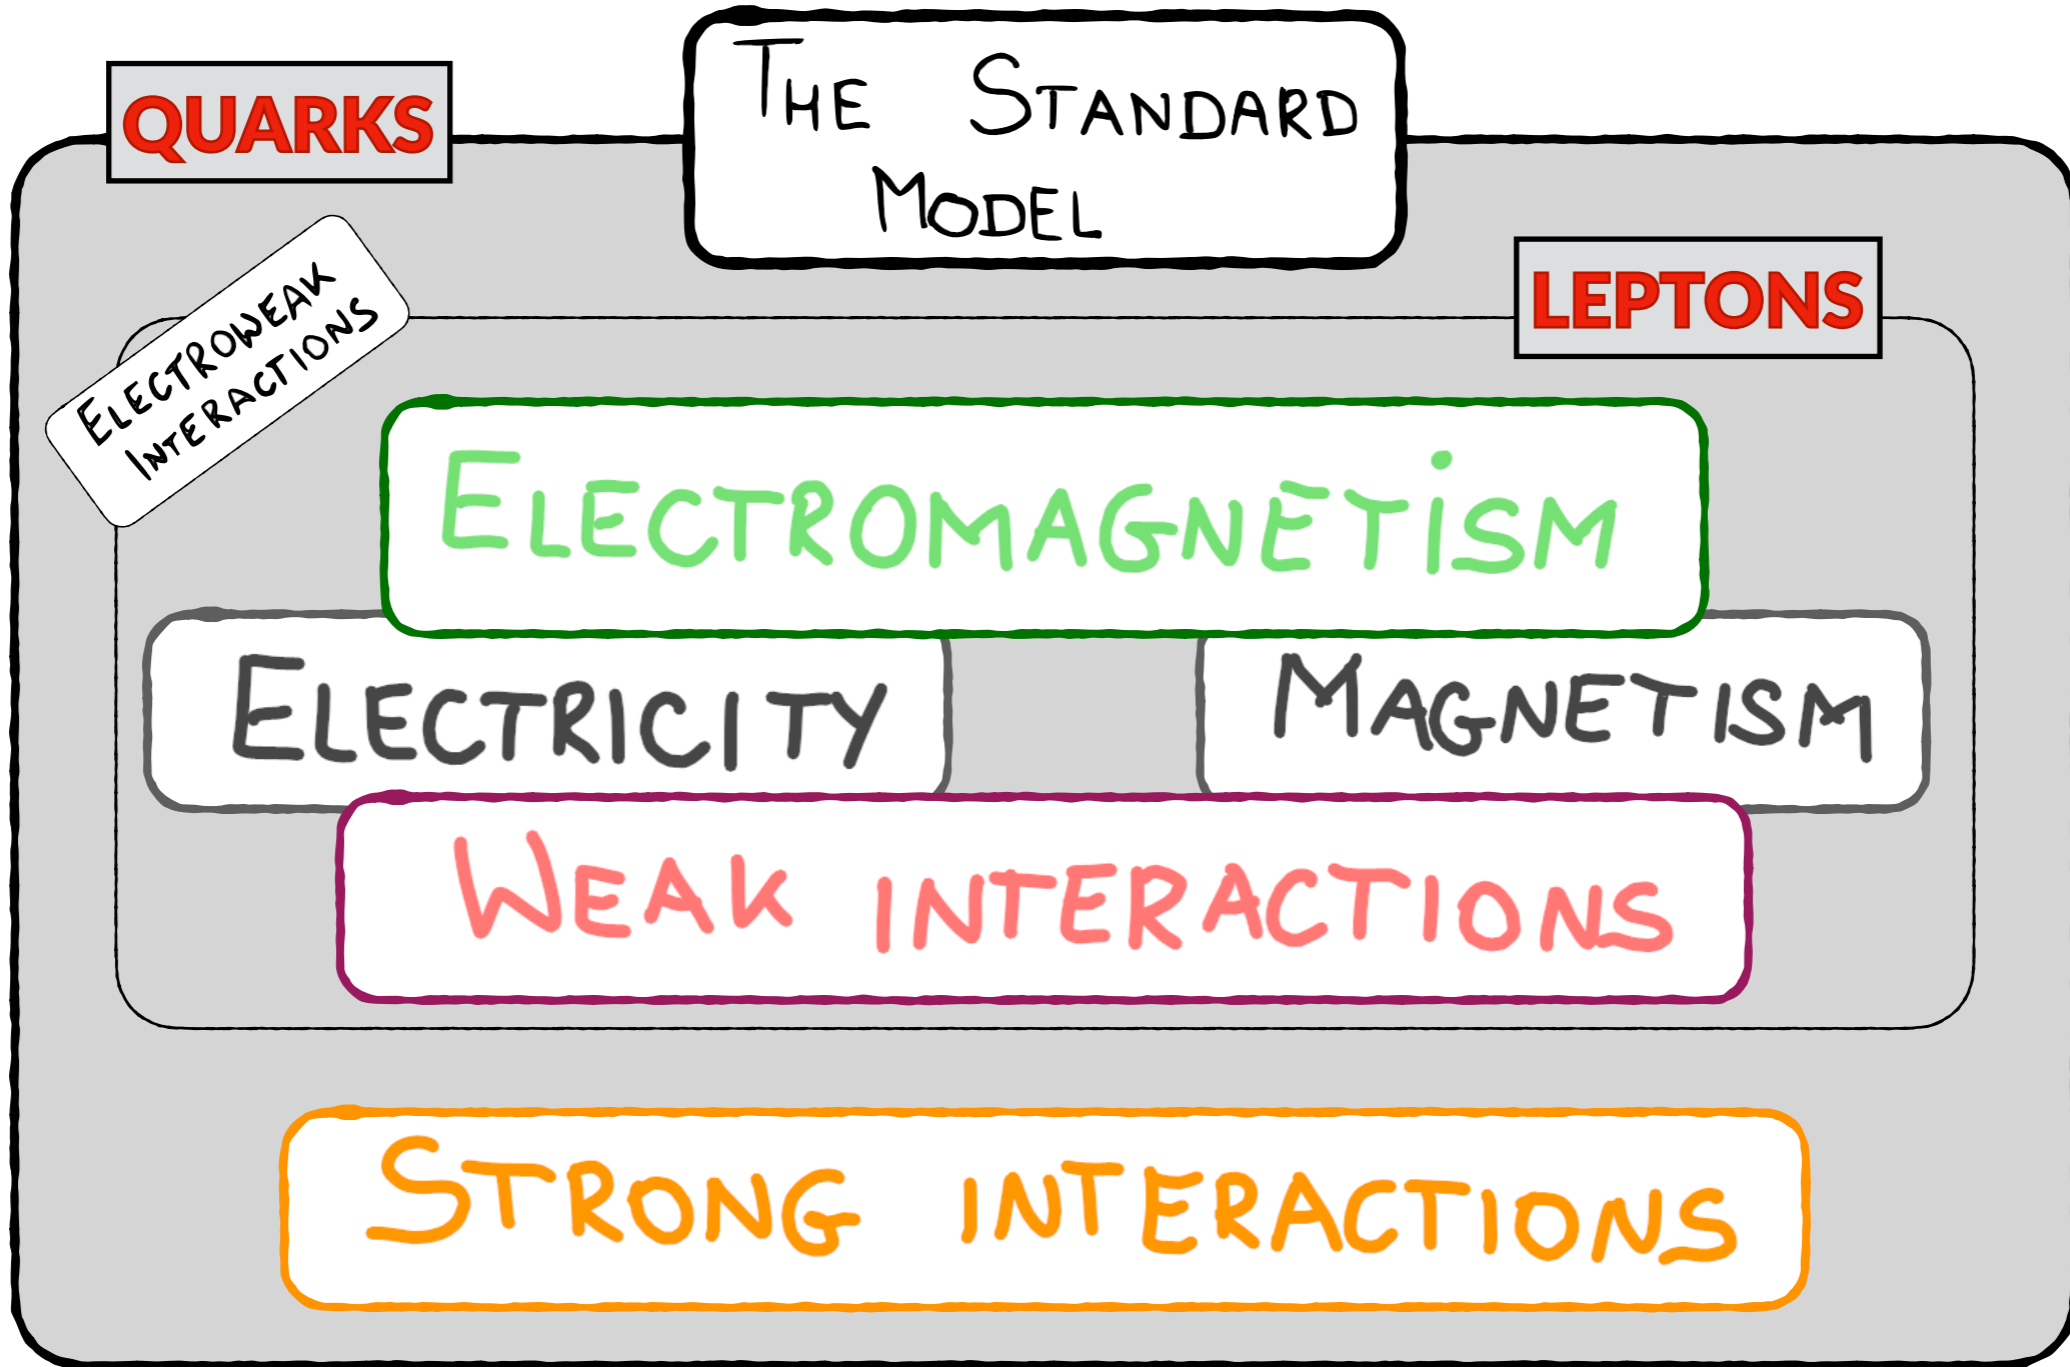 THE STANDARD
MODEL
QUARKS
LEPTONS
ELECTROWEAK
INTERACTIONS
ELECTROMAGNETiSM
ELECTRICITY
MAGNETISM
WEAK INTERACTIONS
STRONG INTERACTIONS